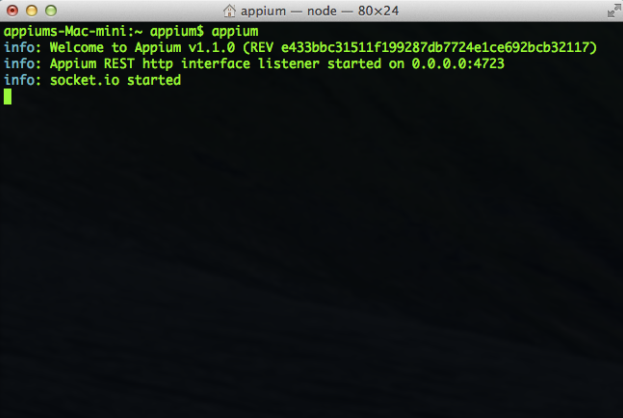 appium — node — 80×24
appiums-Mac-mini:~ appium$ appium
info: Welcome to Appium v1.1.0 (REV e433bbc31511f199287db7724e1ce692bcb32117)
info: Appium REST http interface listener started on 0.0.0.0:4723
info: socket.io started